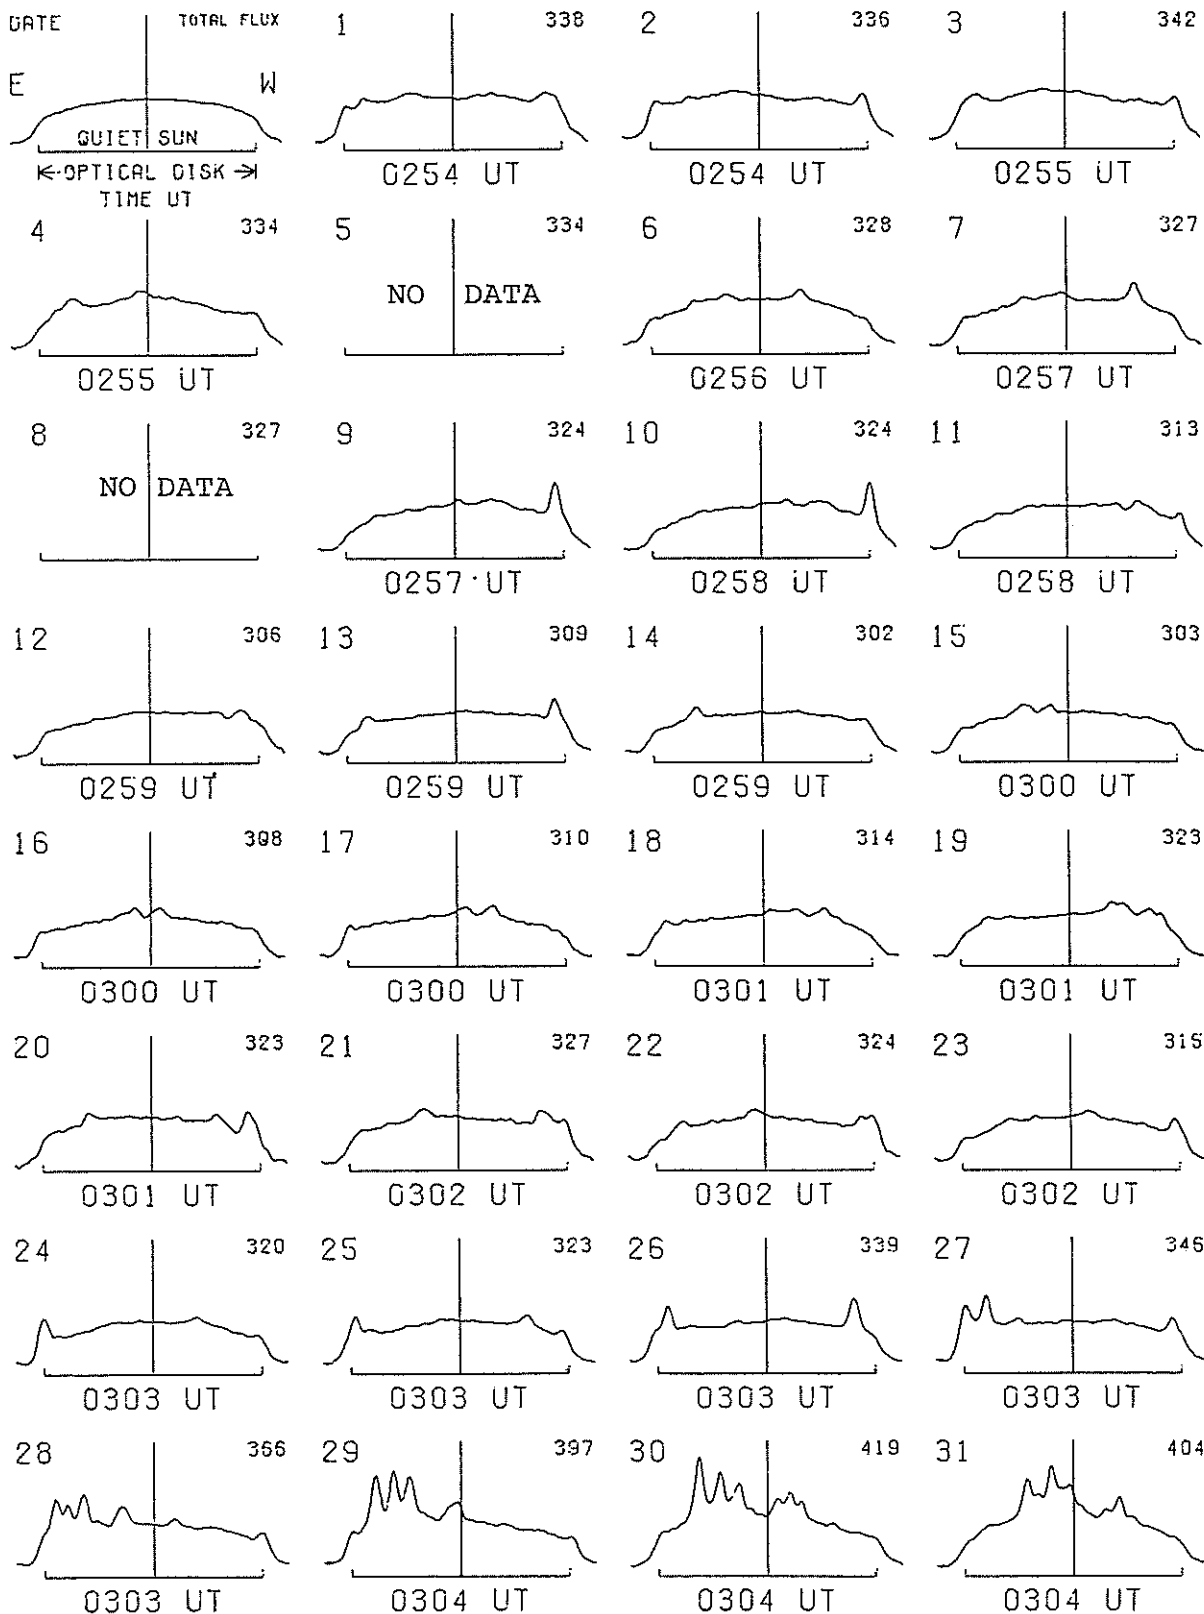 DATE TOTAL FLUX
E W
QUIET SUN
OPTICAL DISK
TIME UT
1 338
0254 UT
2 336
0254 UT
3 342
0255 UT
4 334
0255 UT
5 334
NO DATA
6 328
0256 UT
7 327
0257 UT
8 327
NO DATA
9 324
0257 UT
10 324
0258 UT
11 313
0258 UT
12 306
0259 UT
13 309
0259 UT
14 302
0259 UT
15 303
0300 UT
16 308
0300 UT
17 310
0300 UT
18 314
0301 UT
19 323
0301 UT
20 323
0301 UT
21 327
0302 UT
22 324
0302 UT
23 315
0302 UT
24 320
0303 UT
25 323
0303 UT
26 339
0303 UT
27 346
0303 UT
28 366
0303 UT
29 397
0304 UT
30 419
0304 UT
31 404
0304 UT